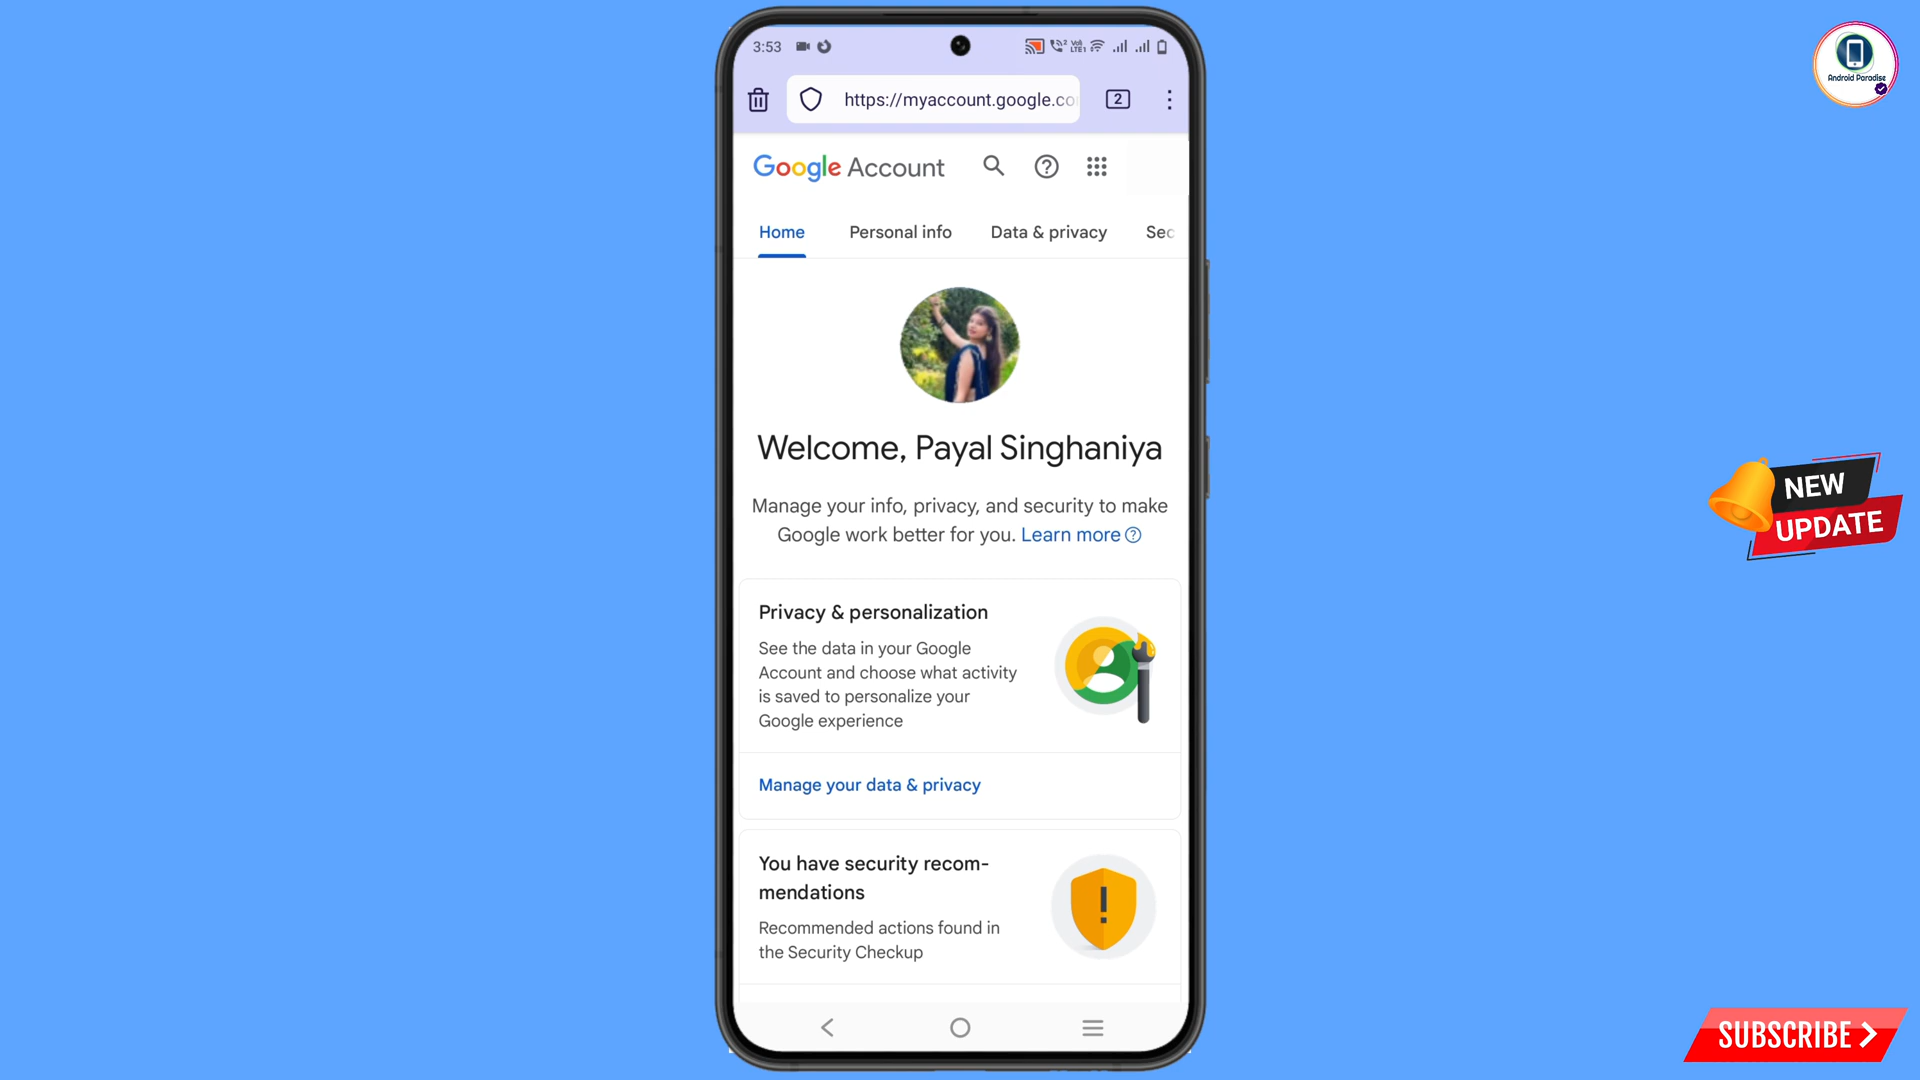 3:53
https://myaccount.google.co
2
Google Account
Home Personal info Data & privacy Sec
Welcome, Payal Singhaniya
Manage your info, privacy, and security to make
Google work better for you. Learn more
Privacy & personalization
See the data in your Google
Account and choose what activity
is saved to personalize your
Google experience
Manage your data & privacy
You have security recom-
mendations
Recommended actions found in
the Security Checkup
Android Paradise
NEW
UPDATE
SUBSCRIBE